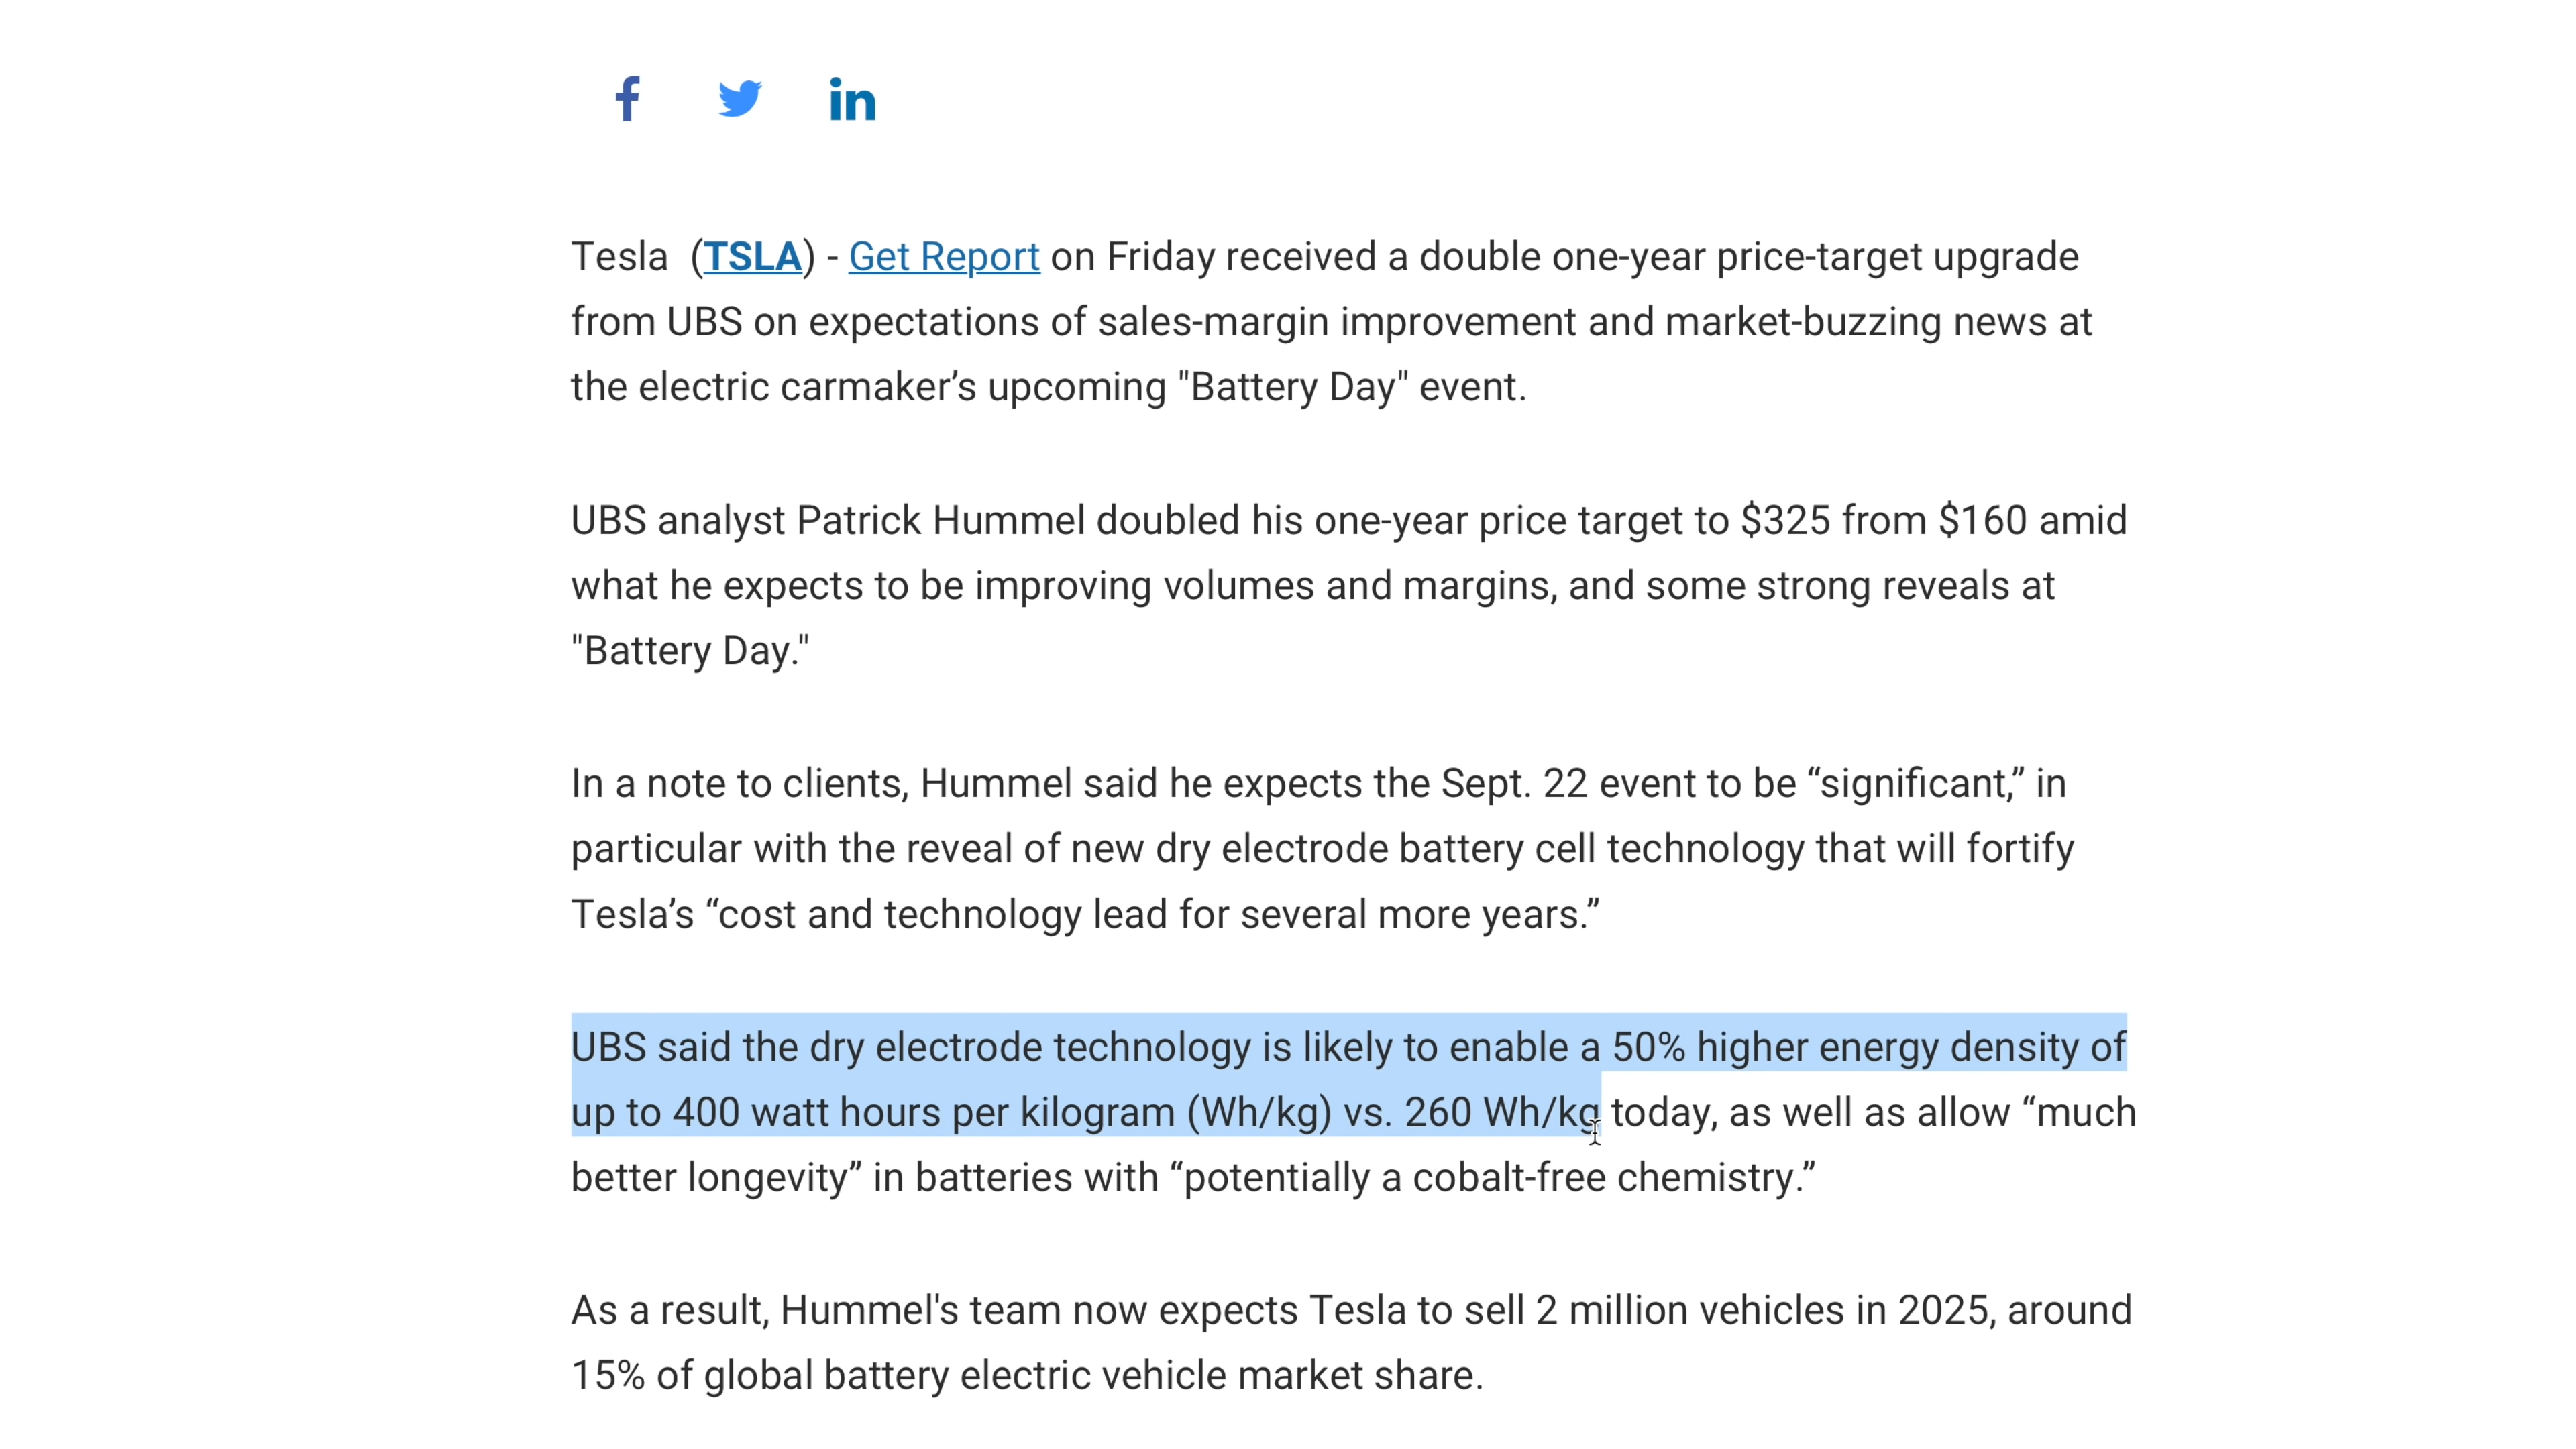 Tesla (TSLA) - Get Report on Friday received a double one-year price-target upgrade
from UBS on expectations of sales-margin improvement and market-buzzing news at
the electric carmaker’s upcoming "Battery Day" event.
UBS analyst Patrick Hummel doubled his one-year price target to $325 from $160 amid
what he expects to be improving volumes and margins, and some strong reveals at
"Battery Day."
In a note to clients, Hummel said he expects the Sept. 22 event to be “significant,” in
particular with the reveal of new dry electrode battery cell technology that will fortify
Tesla’s “cost and technology lead for several more years.”
UBS said the dry electrode technology is likely to enable a 50% higher energy density of
up to 400 watt hours per kilogram (Wh/kg) vs. 260 Wh/kg today, as well as allow “much
better longevity” in batteries with “potentially a cobalt-free chemistry.”
As a result, Hummel's team now expects Tesla to sell 2 million vehicles in 2025, around
15% of global battery electric vehicle market share.